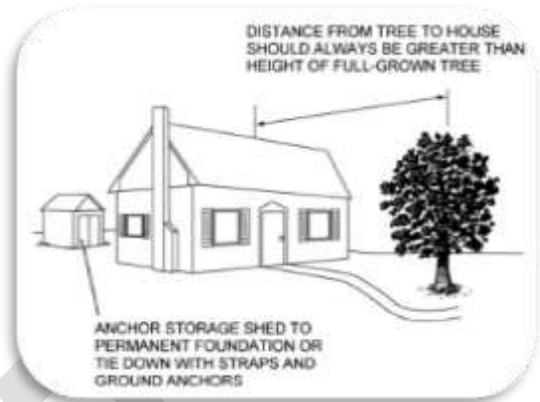 DISTANCE FROM TREE TO HOUSE
SHOULD ALWAYS BE GREATER THAN
HEIGHT OF FULL-GROWN TREE
ANCHOR STORAGE SHED TO
PERMANENT FOUNDATION OR
TIE DOWN WITH STRAPS AND
GROUND ANCHORS